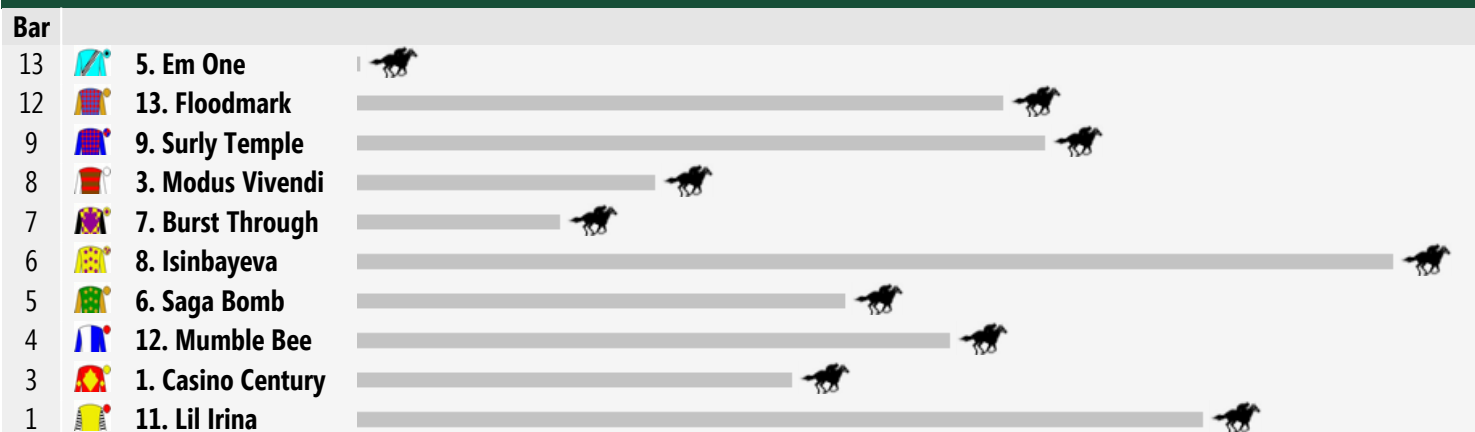 Bar
13 5. Em One
12 13. Floodmark
9 9. Surly Temple
8 3. Modus Vivendi
7 7. Burst Through
6 8. Isinbayeva
5 6. Saga Bomb
4 12. Mumble Bee
3 1. Casino Century
1 11. Lil Irina